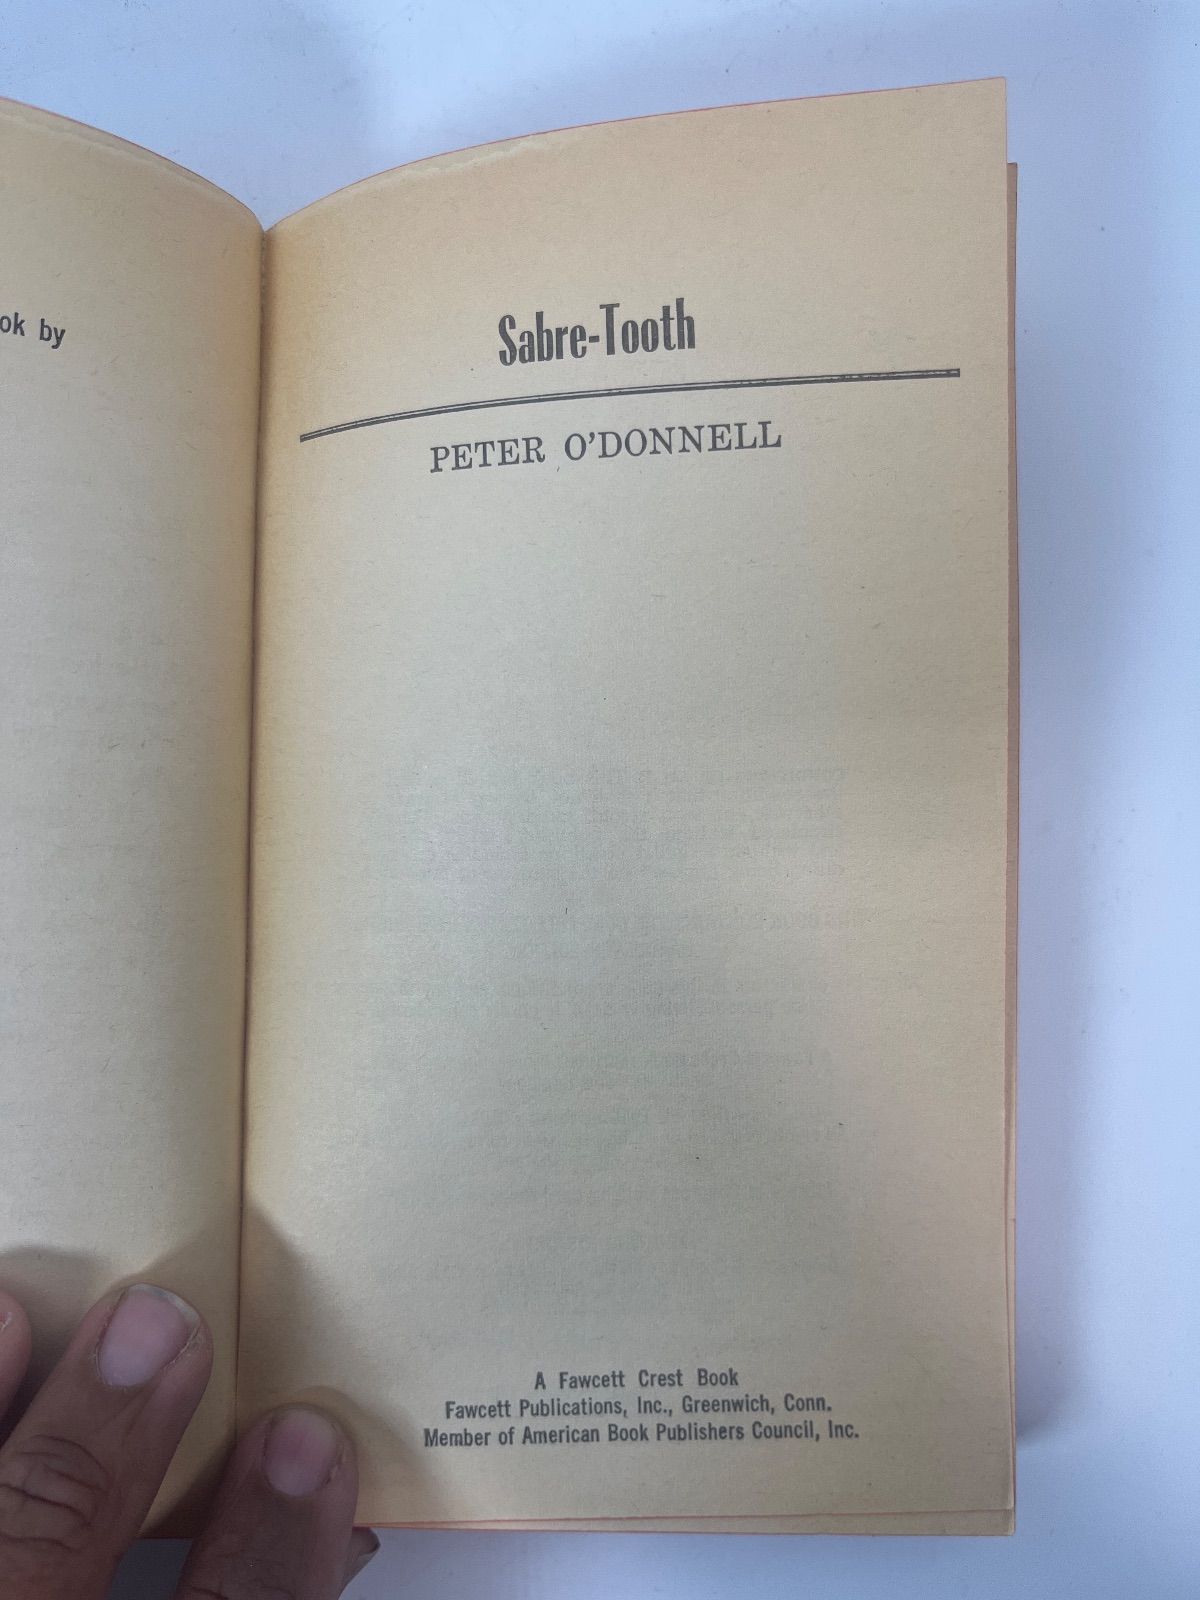 ok by
Sabre-Tooth
PETER O'DONNELL
A Fawcett Crest Book
Fawcett Publications, Inc., Greenwich, Conn.
Member of American Book Publishers Council, Inc.